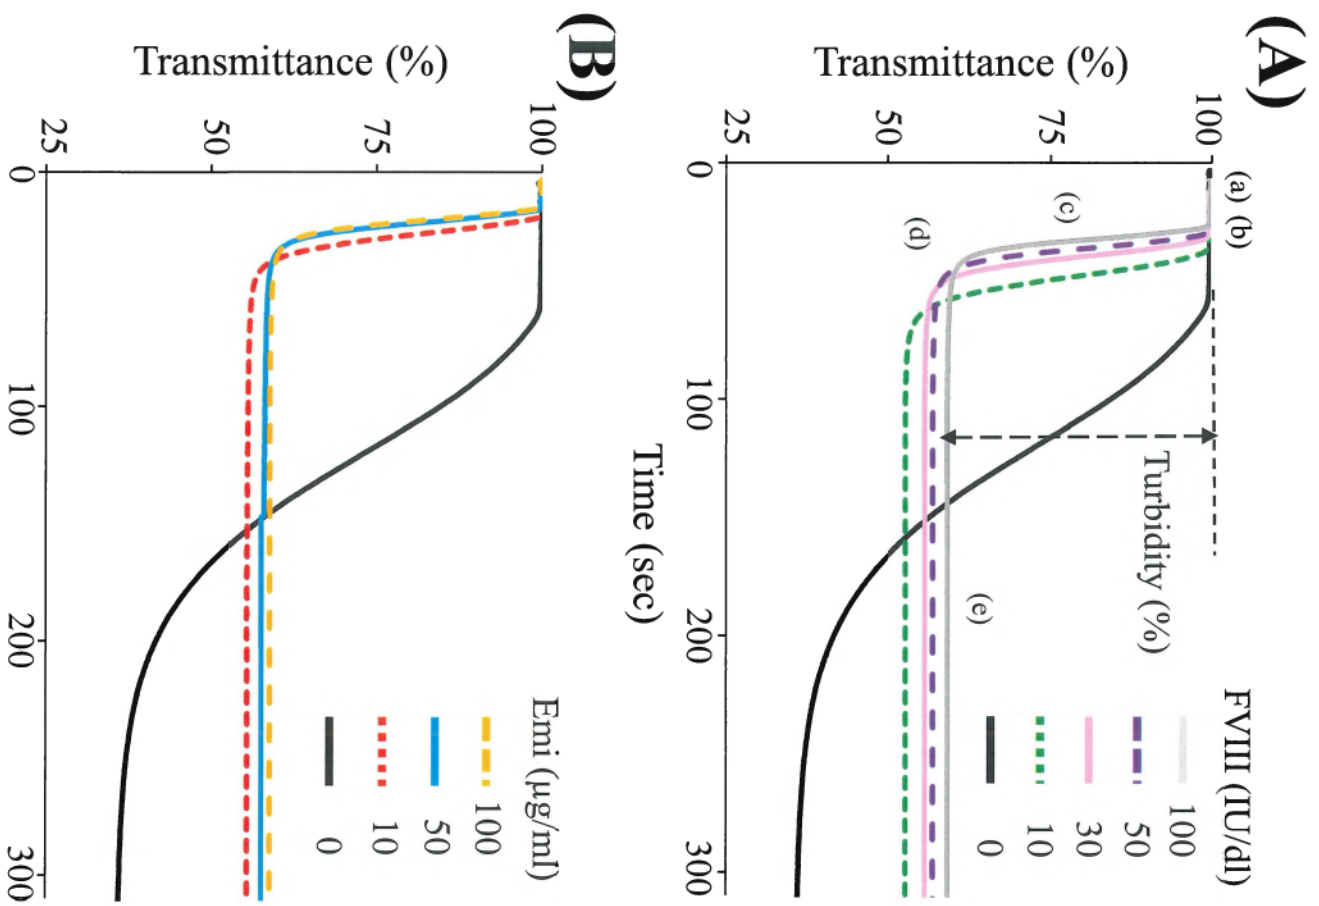 (A)
Transmittance (%)
100
75
50
25
0
100
200
300
(a) (b)
(c)
(d)
(e)
Turbidity (%)
FVIII (IU/dl)
100
50
30
10
0
Time (sec)
(B)
Transmittance (%)
100
75
50
25
0
100
200
300
Emi (μg/ml)
100
50
10
0